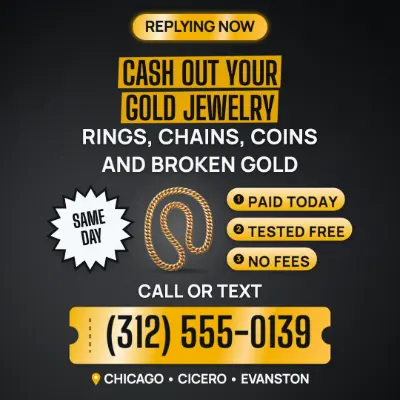 REPLYING NOW
CASH OUT YOUR
GOLD JEWELRY
RINGS, CHAINS, COINS
AND BROKEN GOLD
SAME
DAY
1 PAID TODAY
2 TESTED FREE
3 NO FEES
CALL OR TEXT
(312) 555-0139
CHICAGO • CICERO • EVANSTON